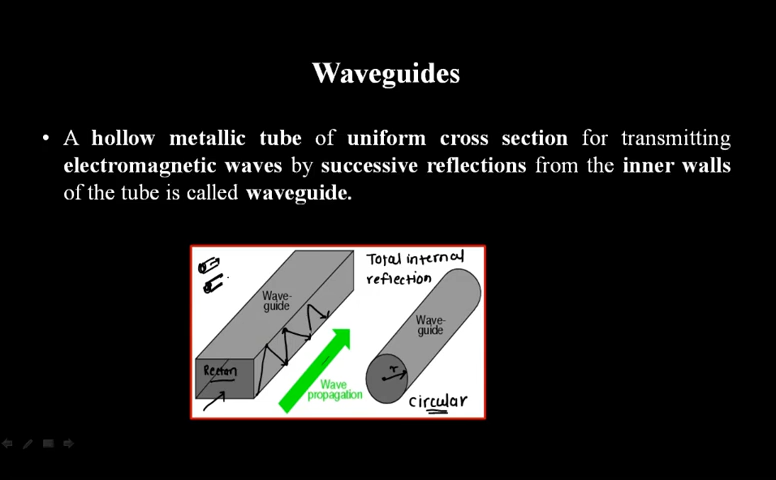 Waveguides
• A hollow metallic tube of uniform cross section for transmitting
electromagnetic waves by successive reflections from the inner walls
of the tube is called waveguide.
Total internal
reflection
Wave-
guide
Wave-
guide
Rectan
r
Wave
propagation
circular